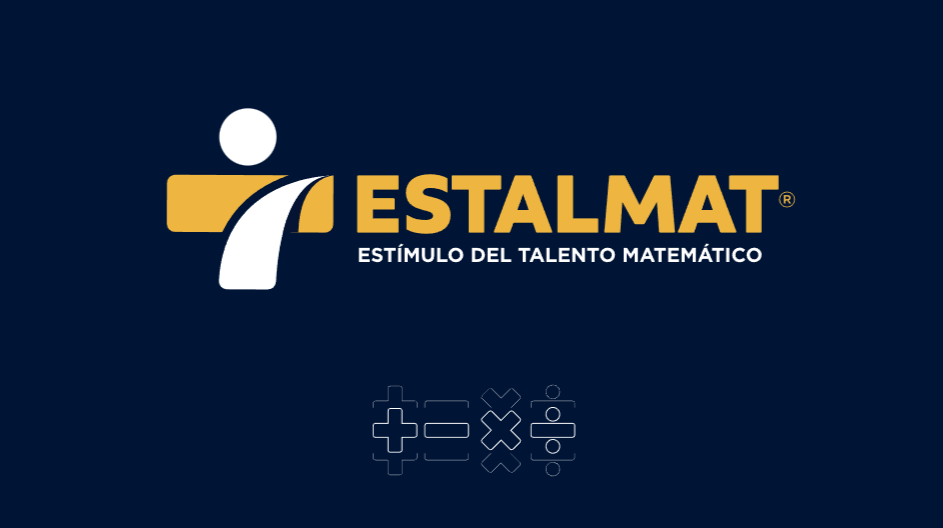 ESTALMAT®
ESTÍMULO DEL TALENTO MATEMÁTICO